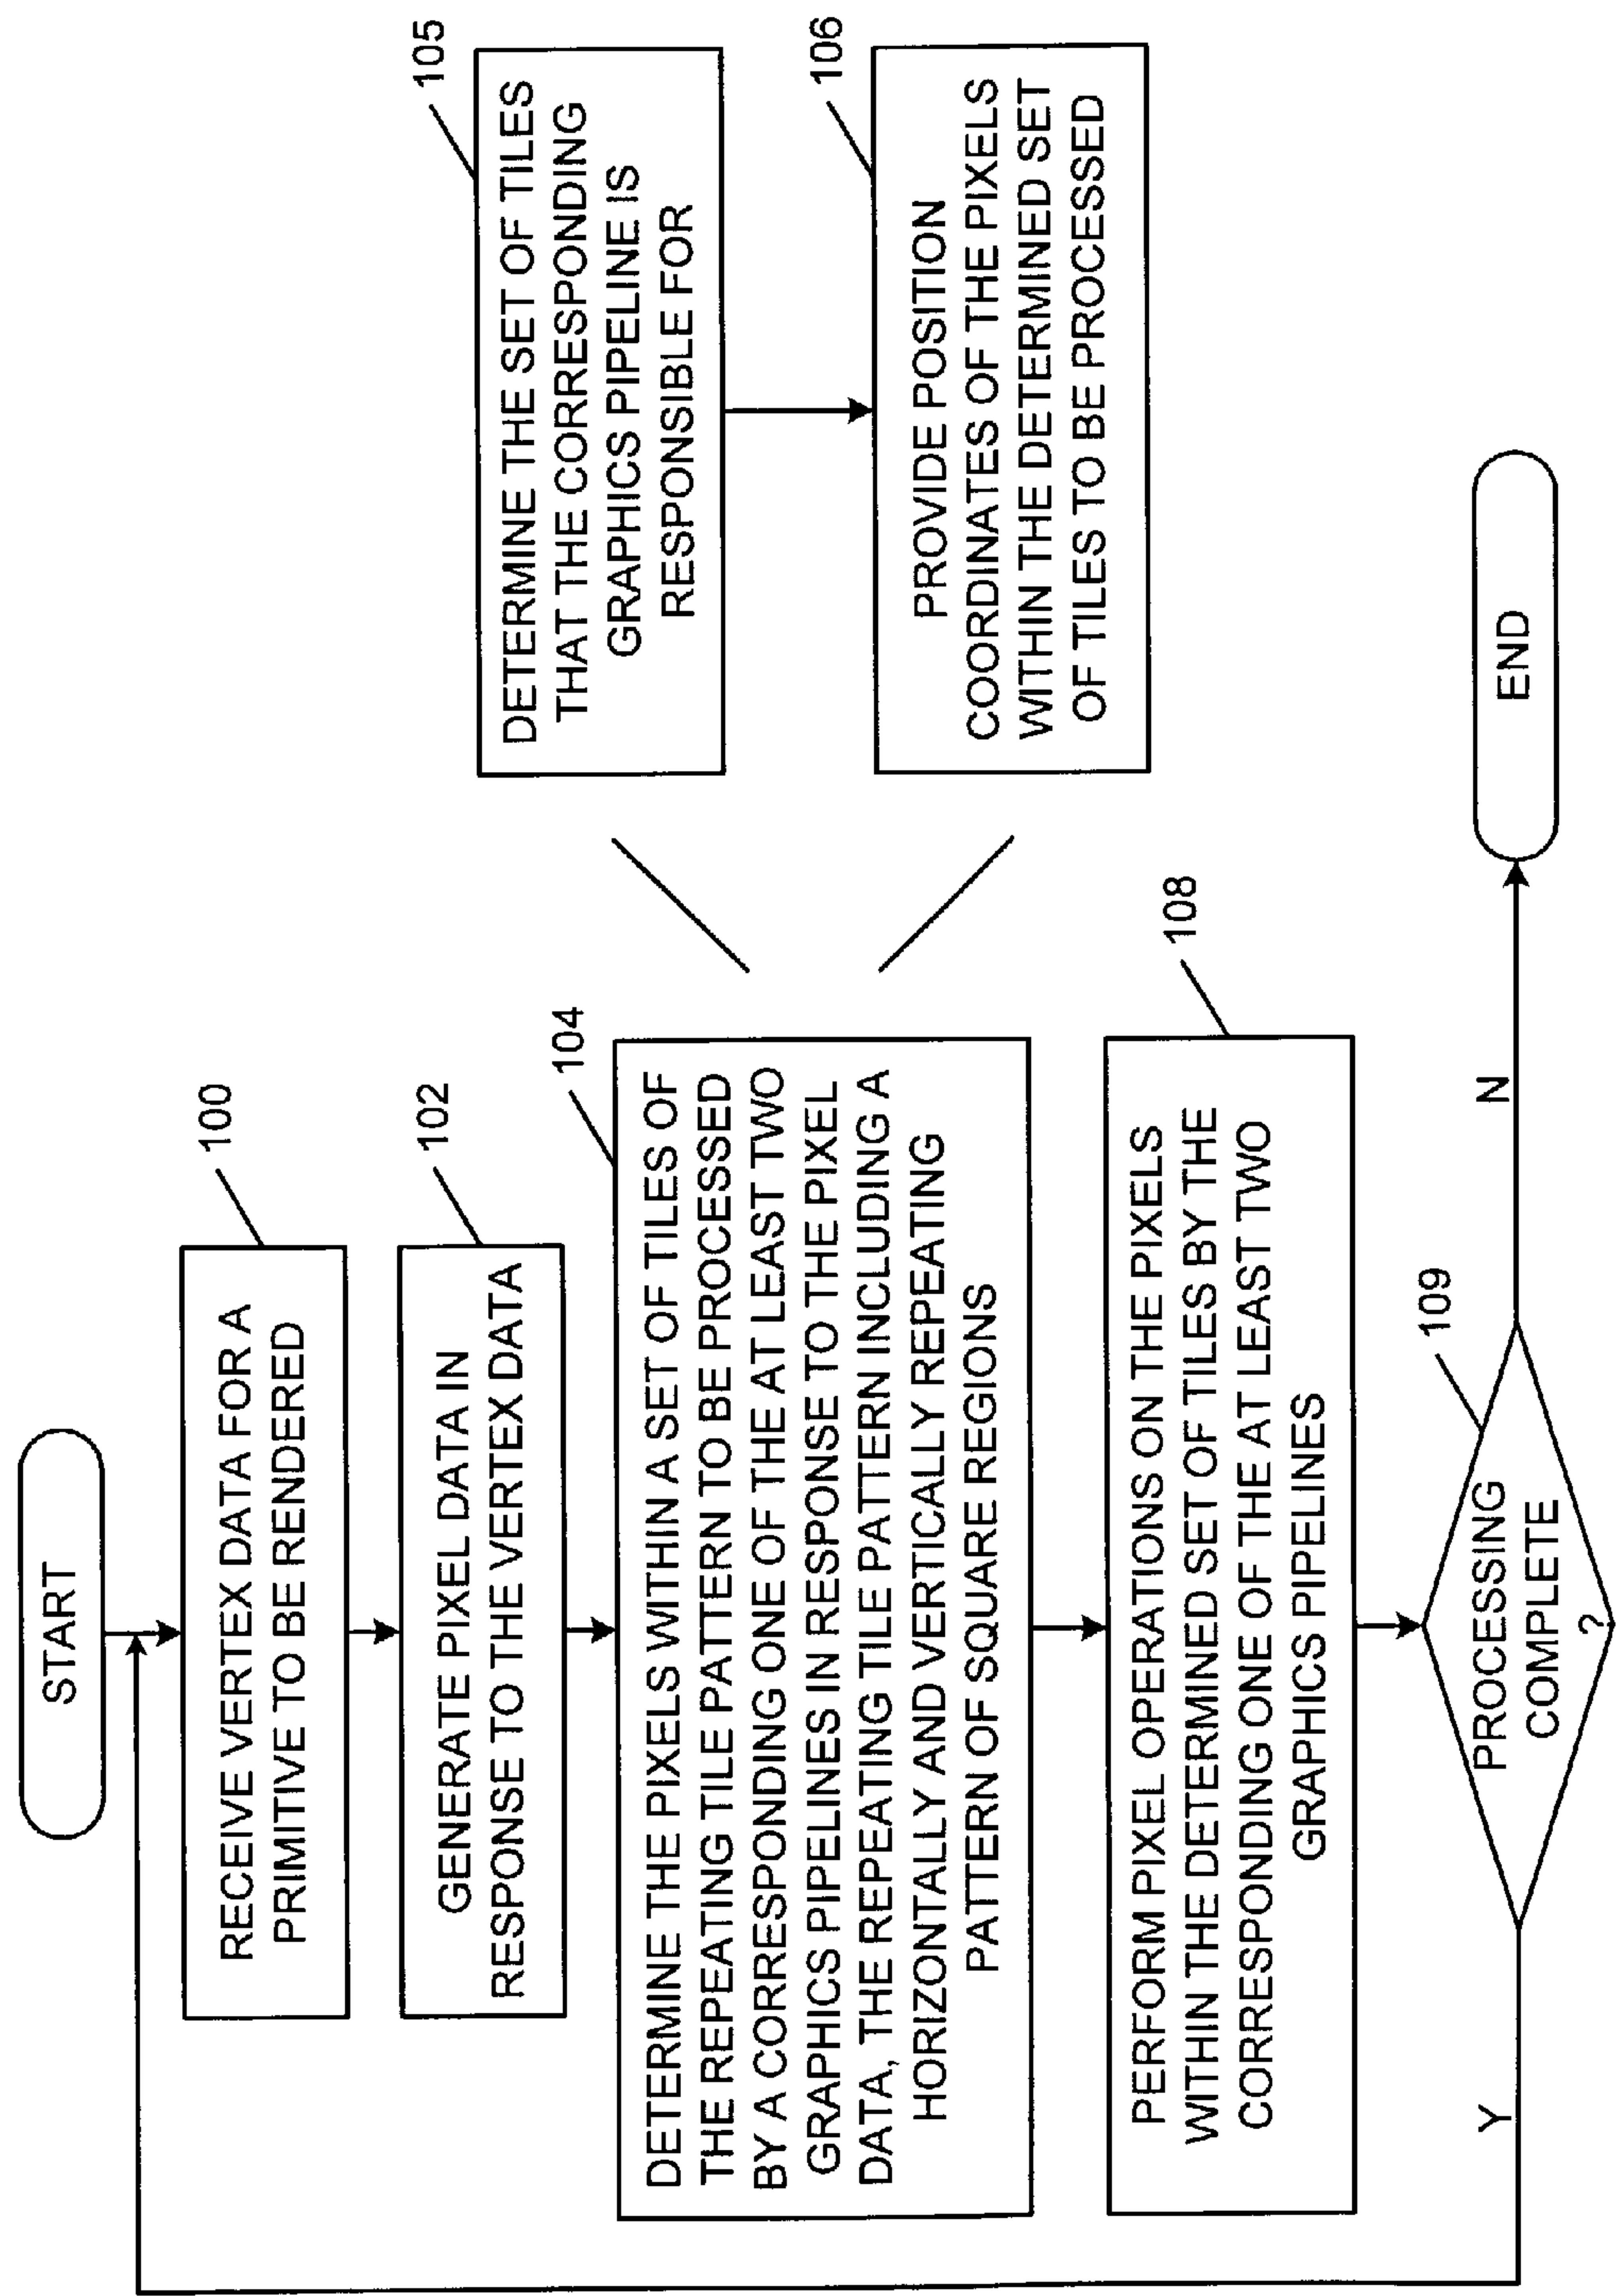 START
100
RECEIVE VERTEX DATA FOR A
PRIMITIVE TO BE RENDERED
102
GENERATE PIXEL DATA IN
RESPONSE TO THE VERTEX DATA
104
DETERMINE THE PIXELS WITHIN A SET OF TILES OF
THE REPEATING TILE PATTERN TO BE PROCESSED
BY A CORRESPONDING ONE OF THE AT LEAST TWO
GRAPHICS PIPELINES IN RESPONSE TO THE PIXEL
DATA, THE REPEATING TILE PATTERN INCLUDING A
HORIZONTALLY AND VERTICALLY REPEATING
PATTERN OF SQUARE REGIONS
105
DETERMINE THE SET OF TILES
THAT THE CORRESPONDING
GRAPHICS PIPELINE IS
RESPONSIBLE FOR
106
PROVIDE POSITION
COORDINATES OF THE PIXELS
WITHIN THE DETERMINED SET
OF TILES TO BE PROCESSED
108
PERFORM PIXEL OPERATIONS ON THE PIXELS
WITHIN THE DETERMINED SET OF TILES BY THE
CORRESPONDING ONE OF THE AT LEAST TWO
GRAPHICS PIPELINES
109
PROCESSING
COMPLETE
?
Y
N
END